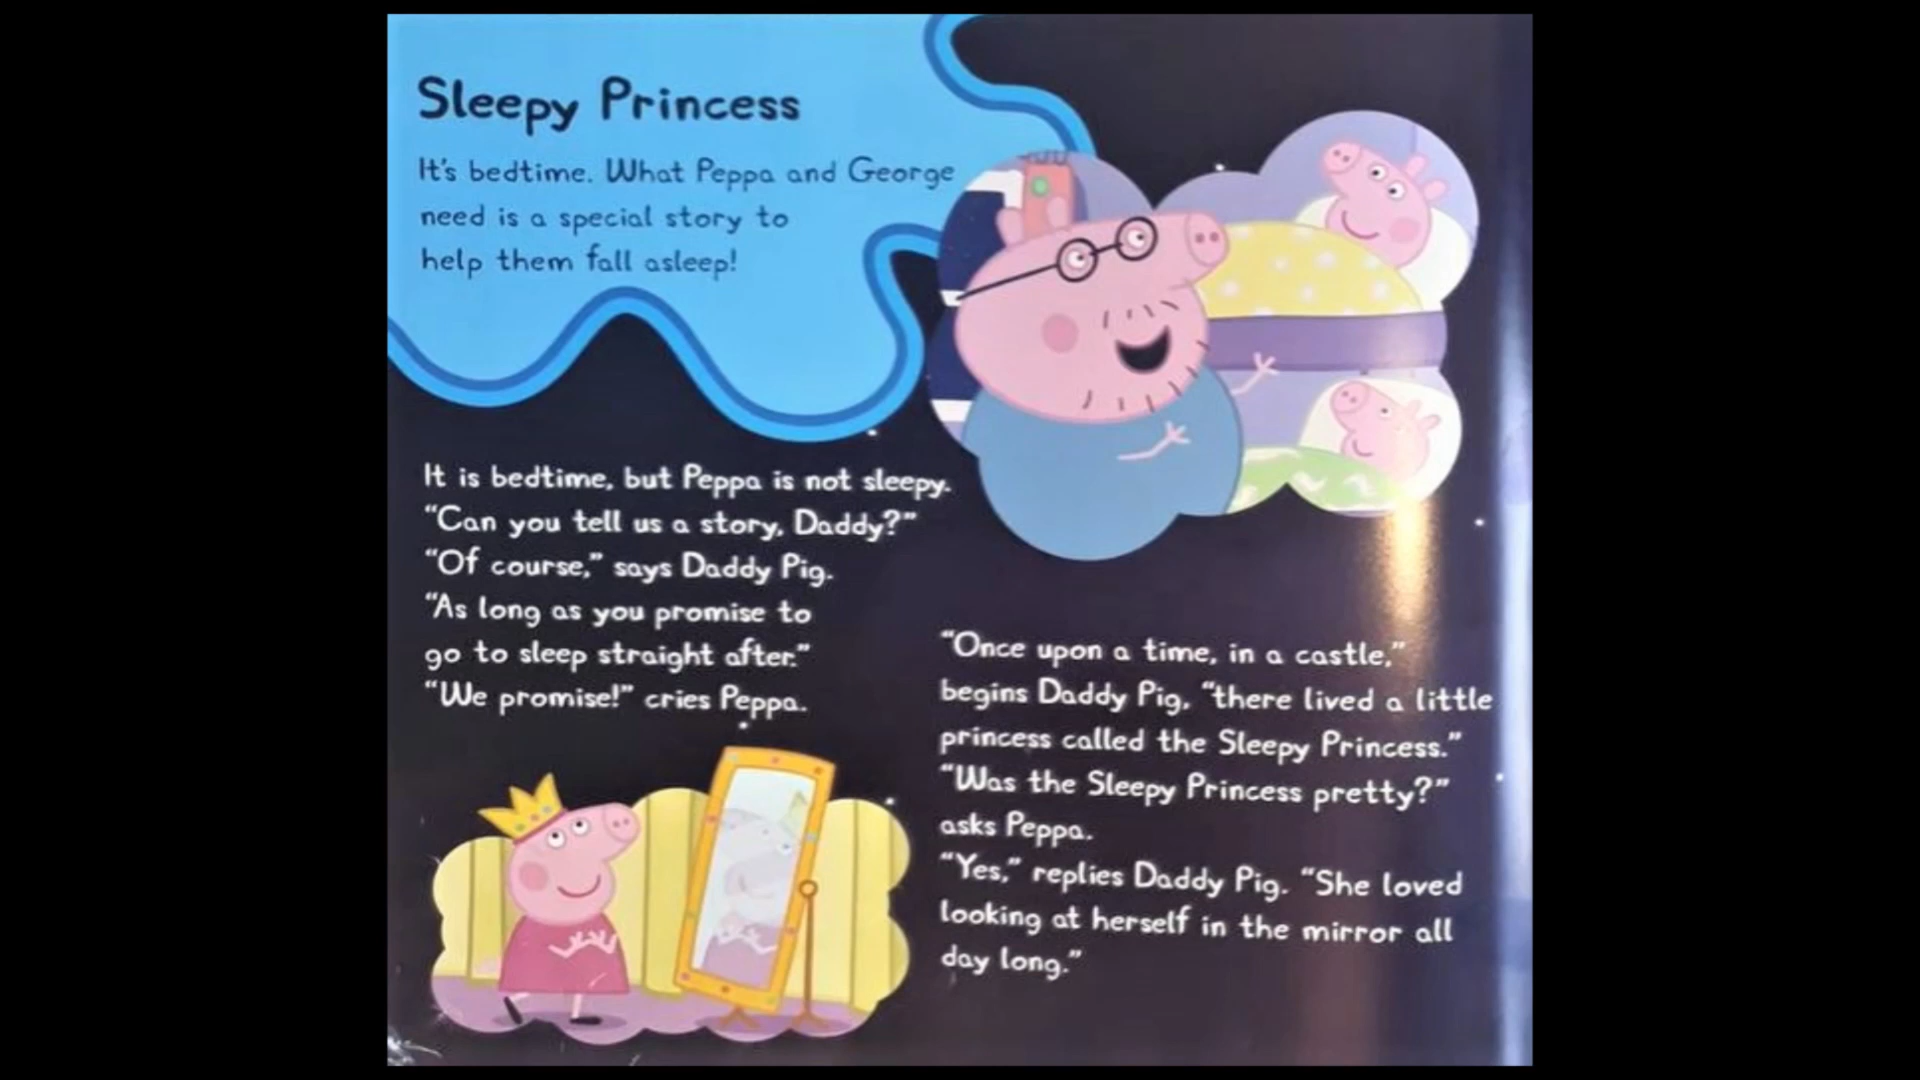 Sleepy Princess
It's bedtime. What Peppa and George
need is a special story to
help them fall asleep!
It is bedtime, but Peppa is not sleepy.
“Can you tell us a story, Daddy?”
“Of course,” says Daddy Pig.
“As long as you promise to
go to sleep straight after.”
“We promise!” cries Peppa.
“Once upon a time, in a castle,”
begins Daddy Pig, “there lived a little
princess called the Sleepy Princess.”
“Was the Sleepy Princess pretty?”
asks Peppa.
“Yes,” replies Daddy Pig. “She loved
looking at herself in the mirror all
day long.”